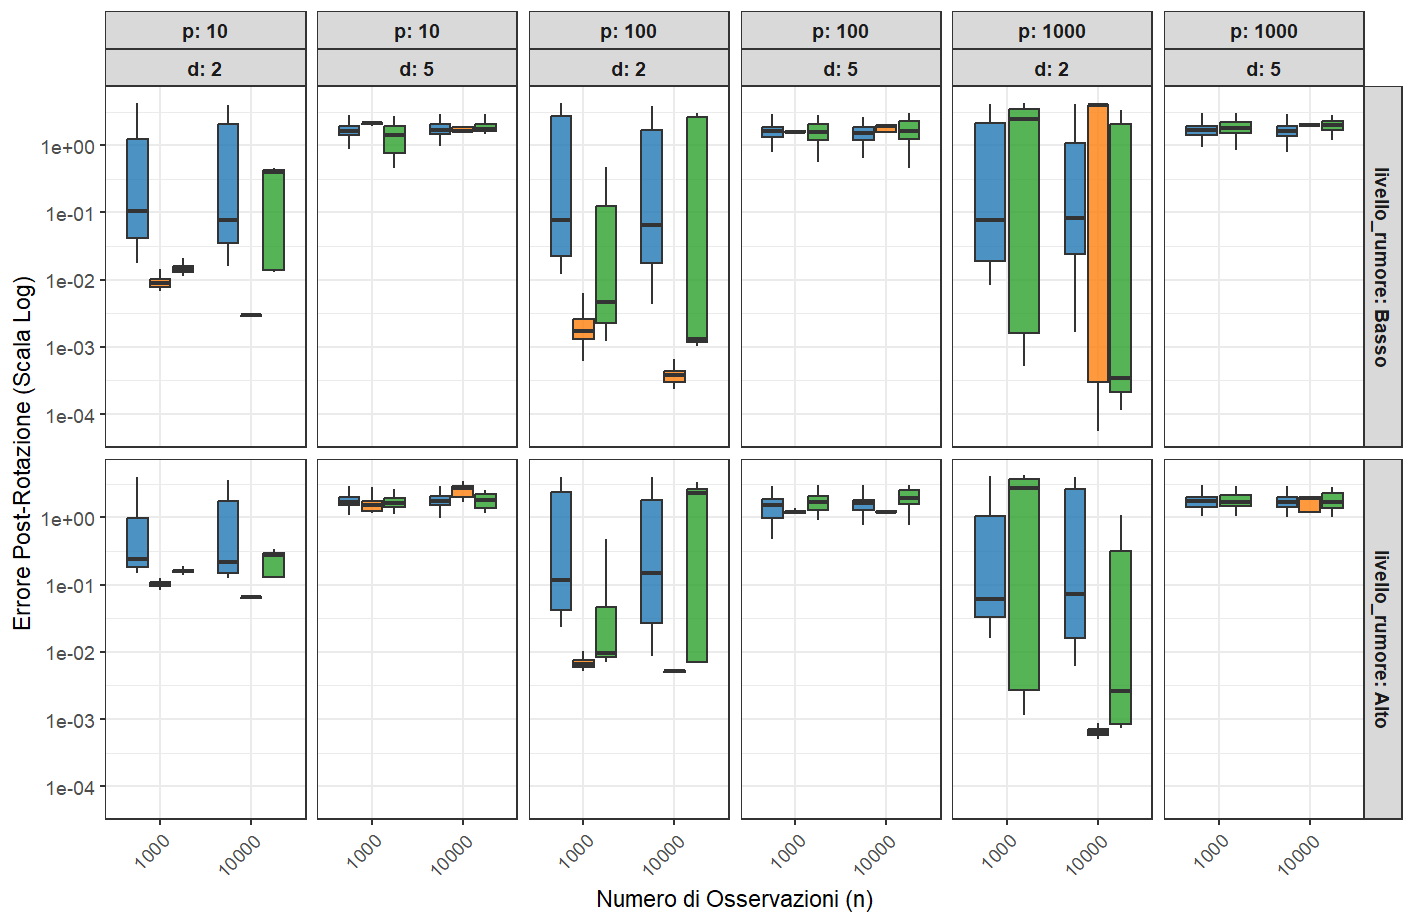 p: 10
p: 10
p: 100
p: 100
p: 1000
p: 1000
d: 2
d: 5
d: 2
d: 5
d: 2
d: 5
Errore Post-Rotazione (Scala Log)
1e+00
1e-01
1e-02
1e-03
1e-04
livello_rumore: Basso
1e+00
1e-01
1e-02
1e-03
1e-04
livello_rumore: Alto
1000
10000
1000
10000
1000
10000
1000
10000
1000
10000
1000
10000
Numero di Osservazioni (n)